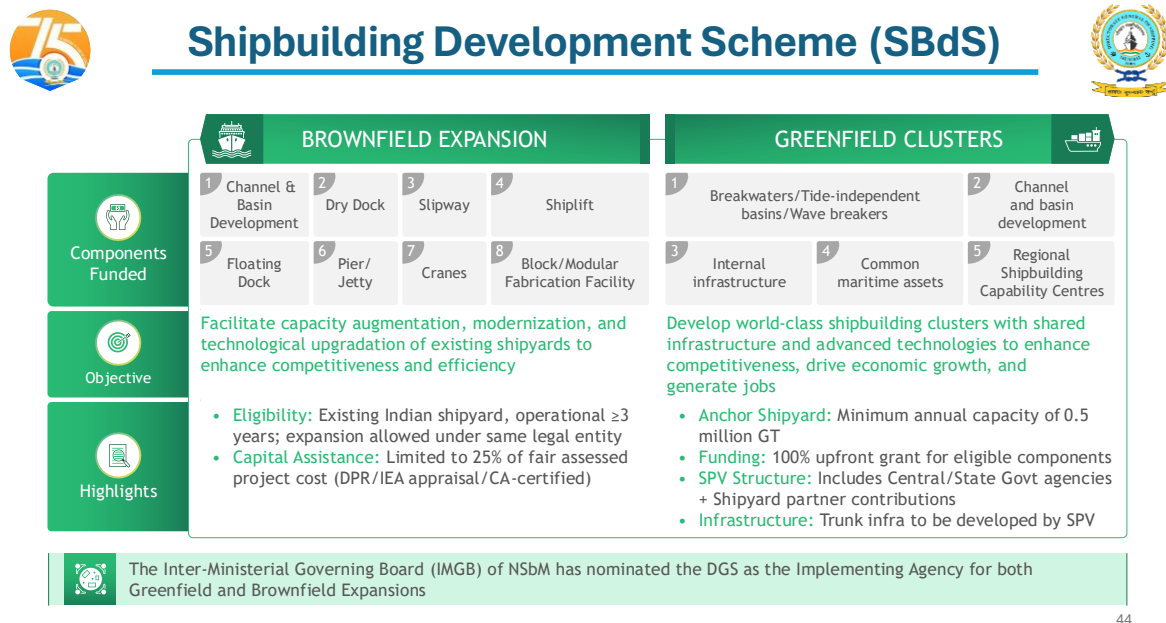 75
Shipbuilding Development Scheme (SBdS)
BROWNFIELD EXPANSION
GREENFIELD CLUSTERS
Components
Funded
1
Channel &
Basin
Development
2
Dry Dock
3
Slipway
4
Shiplift
5
Floating
Dock
6
Pier/
Jetty
7
Cranes
8
Block/Modular
Fabrication Facility
1
Breakwaters/Tide-independent
basins/Wave breakers
2
Channel
and basin
development
3
Internal
infrastructure
4
Common
maritime assets
5
Regional
Shipbuilding
Capability Centres
Objective
Facilitate capacity augmentation, modernization, and
technological upgradation of existing shipyards to
enhance competitiveness and efficiency
Develop world-class shipbuilding clusters with shared
infrastructure and advanced technologies to enhance
competitiveness, drive economic growth, and
generate jobs
Highlights
• Eligibility: Existing Indian shipyard, operational ≥3
years; expansion allowed under same legal entity
• Capital Assistance: Limited to 25% of fair assessed
project cost (DPR/IEA appraisal/CA-certified)
• Anchor Shipyard: Minimum annual capacity of 0.5
million GT
• Funding: 100% upfront grant for eligible components
• SPV Structure: Includes Central/State Govt agencies
+ Shipyard partner contributions
• Infrastructure: Trunk infra to be developed by SPV
The Inter-Ministerial Governing Board (IMGB) of NSbM has nominated the DGS as the Implementing Agency for both
Greenfield and Brownfield Expansions
44